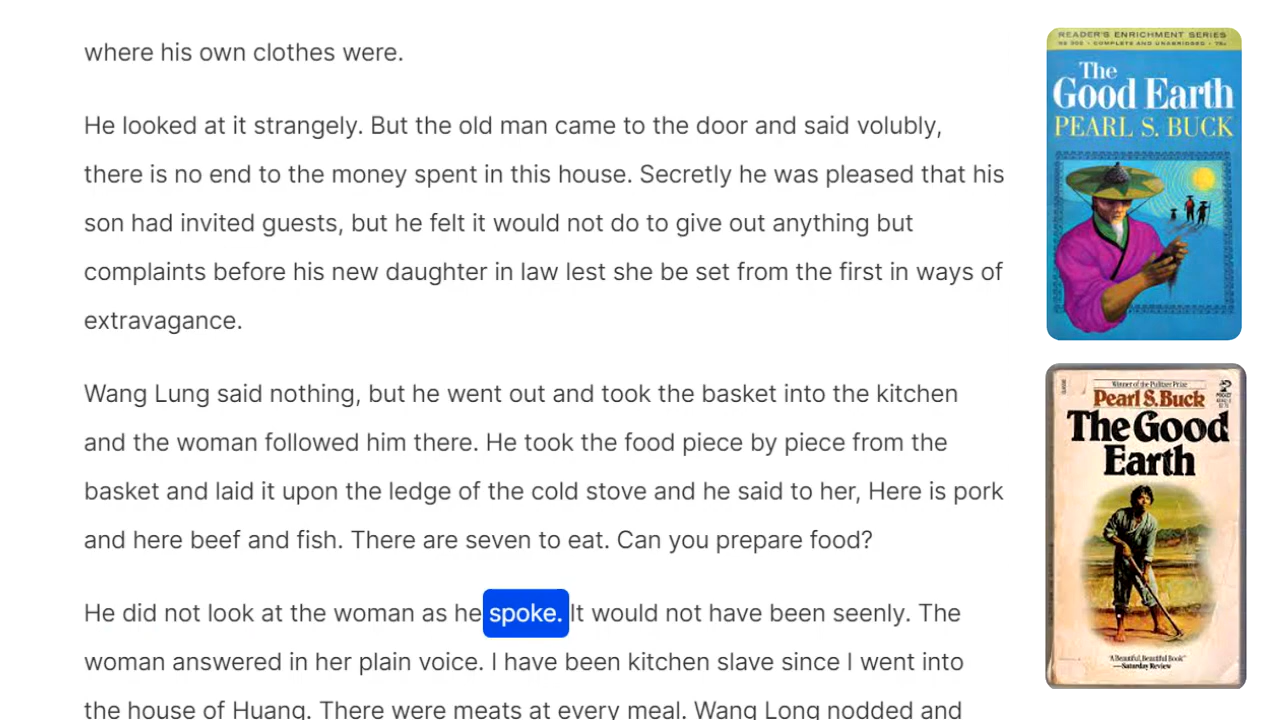 where his own clothes were.
He looked at it strangely. But the old man came to the door and said volubly,
there is no end to the money spent in this house. Secretly he was pleased that his
son had invited guests, but he felt it would not do to give out anything but
complaints before his new daughter in law lest she be set from the first in ways of
extravagance.
Wang Lung said nothing, but he went out and took the basket into the kitchen
and the woman followed him there. He took the food piece by piece from the
basket and laid it upon the ledge of the cold stove and he said to her, Here is pork
and here beef and fish. There are seven to eat. Can you prepare food?
He did not look at the woman as he spoke. It would not have been seenly. The
woman answered in her plain voice. I have been kitchen slave since I went into
the house of Huang. There were meats at every meal. Wang Long nodded and
READER'S ENRICHMENT SERIES
COMPLETE AND UNABRIDGED
The
Good Earth
PEARL S. BUCK
Winner of the Pulitzer Prize
Pearl S. Buck
The Good
Earth
"A Beautiful, Beautiful Book"
—Saturday Review